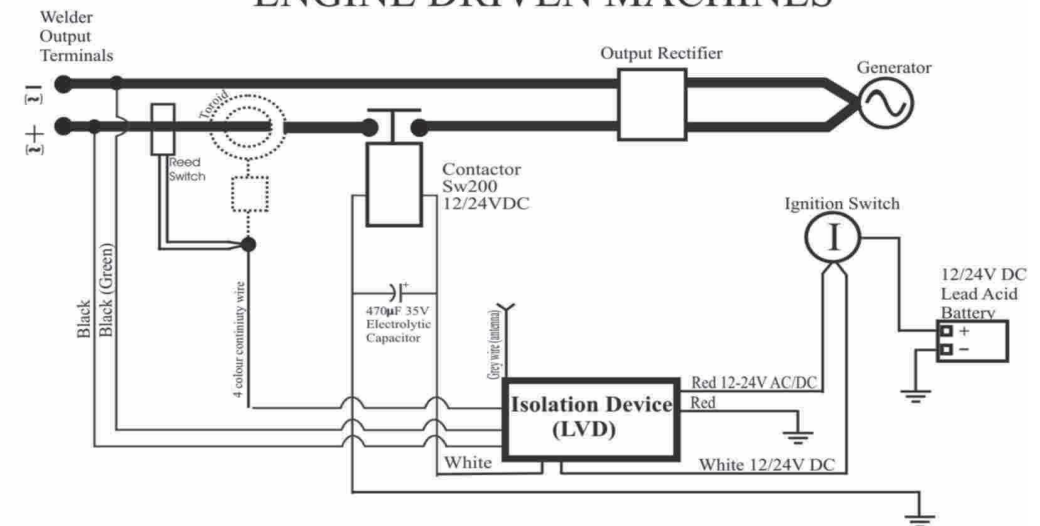 ENGINE DRIVEN MACHINES
Welder
Output
Terminals
Output Rectifier
Generator
(~) −
(~) +
Toroid
Reed
Switch
Contactor
Sw200
12/24VDC
Ignition Switch
I
12/24V DC
Lead Acid
Battery
+
−
Black
Black (Green)
4 colour continiuty wire
+
470µF 35V
Electrolytic
Capacitor
Grey wire (antenna)
Isolation Device
(LVD)
Red 12-24V AC/DC
Red
White
White 12/24V DC